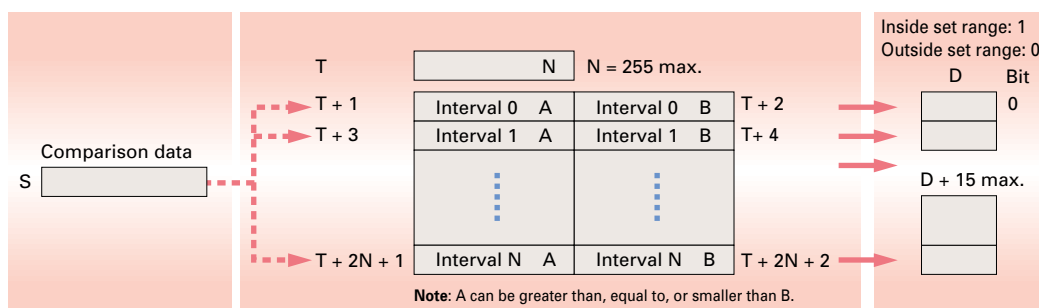 Inside set range: 1
Outside set range: 0
T N N = 255 max.
D Bit
T + 1 Interval 0 A Interval 0 B T + 2 0
T + 3 Interval 1 A Interval 1 B T+ 4
Comparison data
S
D + 15 max.
T + 2N + 1 Interval N A Interval N B T + 2N + 2
Note: A can be greater than, equal to, or smaller than B.